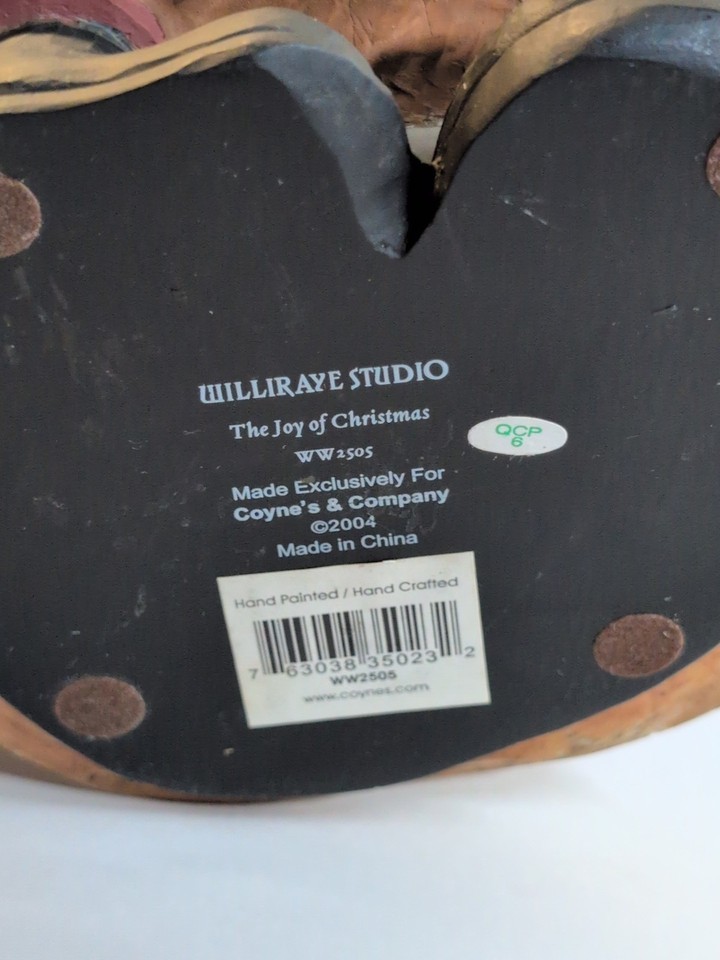 WILLIRAYE STUDIO
The Joy of Christmas
WW2505
QCP
6
Made Exclusively For
Coyne's & Company
©2004
Made in China
Hand Painted / Hand Crafted
7 63038 35023 2
WW2505
www.coynes.com